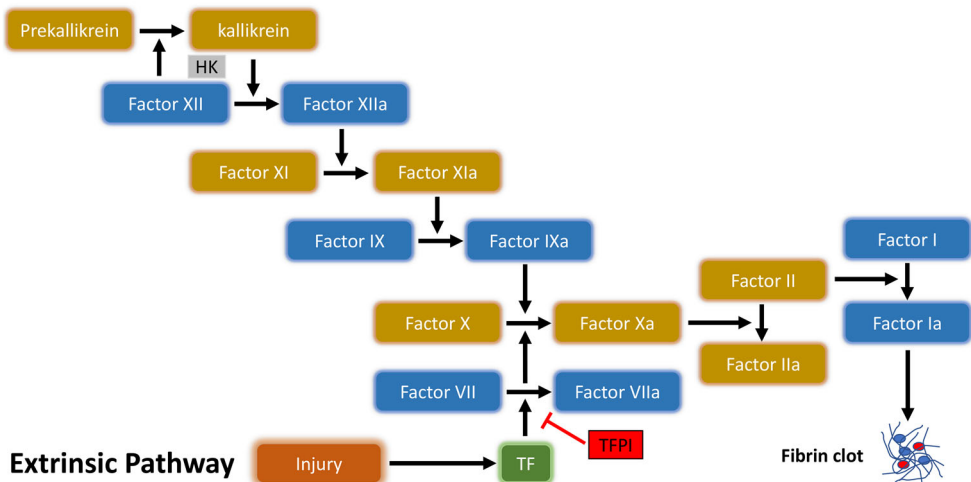 Prekallikrein
kallikrein
HK
Factor XII
Factor XIIa
Factor XI
Factor XIa
Factor IX
Factor IXa
Factor I
Factor II
Factor X
Factor Xa
Factor Ia
Factor IIa
Factor VII
Factor VIIa
TFPI
Extrinsic Pathway
Injury
TF
Fibrin clot